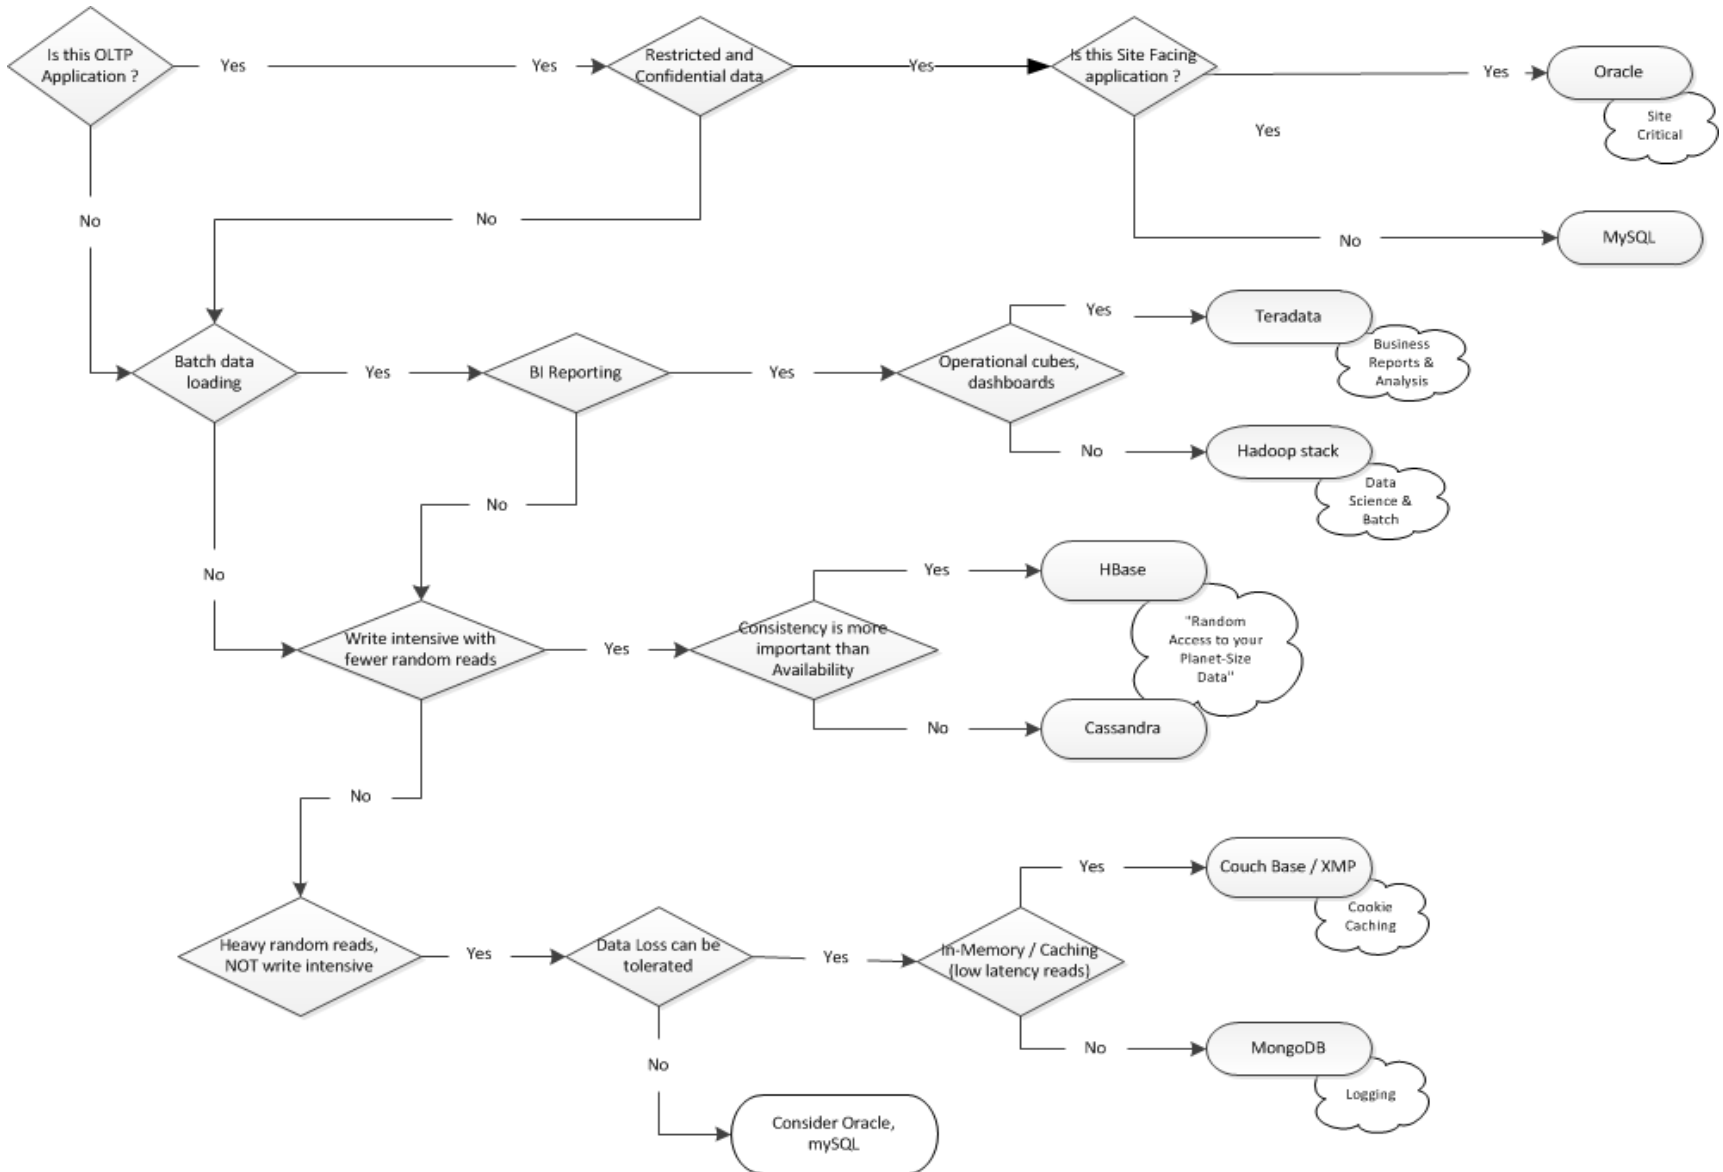 Is this OLTP
Application ?
Yes
Yes
Restricted and
Confidential data
Yes
Is this Site Facing
application ?
Yes
Oracle
Site
Critical
Yes
No
No
No
MySQL
Batch data
loading
Yes
BI Reporting
Yes
Operational cubes,
dashboards
Yes
Teradata
Business
Reports &
Analysis
No
Hadoop stack
Data
Science &
Batch
No
No
Write intensive with
fewer random reads
Yes
Consistency is more
important than
Availability
Yes
HBase
"Random
Access to your
Planet-Size
Data"
No
Cassandra
No
Heavy random reads,
NOT write intensive
Yes
Data Loss can be
tolerated
Yes
In-Memory / Caching
(low latency reads)
Yes
Couch Base / XMP
Cookie
Caching
No
MongoDB
Logging
No
Consider Oracle,
mySQL